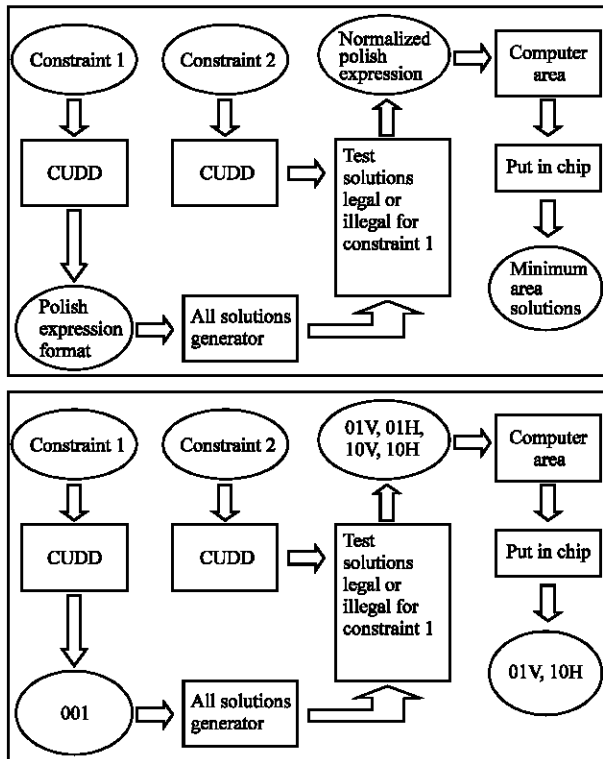 Constraint 1
Constraint 2
Normalized
polish
expression
Computer
area
CUDD
CUDD
Test
solutions
legal or
illegal for
constraint 1
Put in chip
Polish
expression
format
All solutions
generator
Minimum
area
solutions
Constraint 1
Constraint 2
01V, 01H,
10V, 10H
Computer
area
CUDD
CUDD
Test
solutions
legal or
illegal for
constraint 1
Put in chip
001
All solutions
generator
01V, 10H